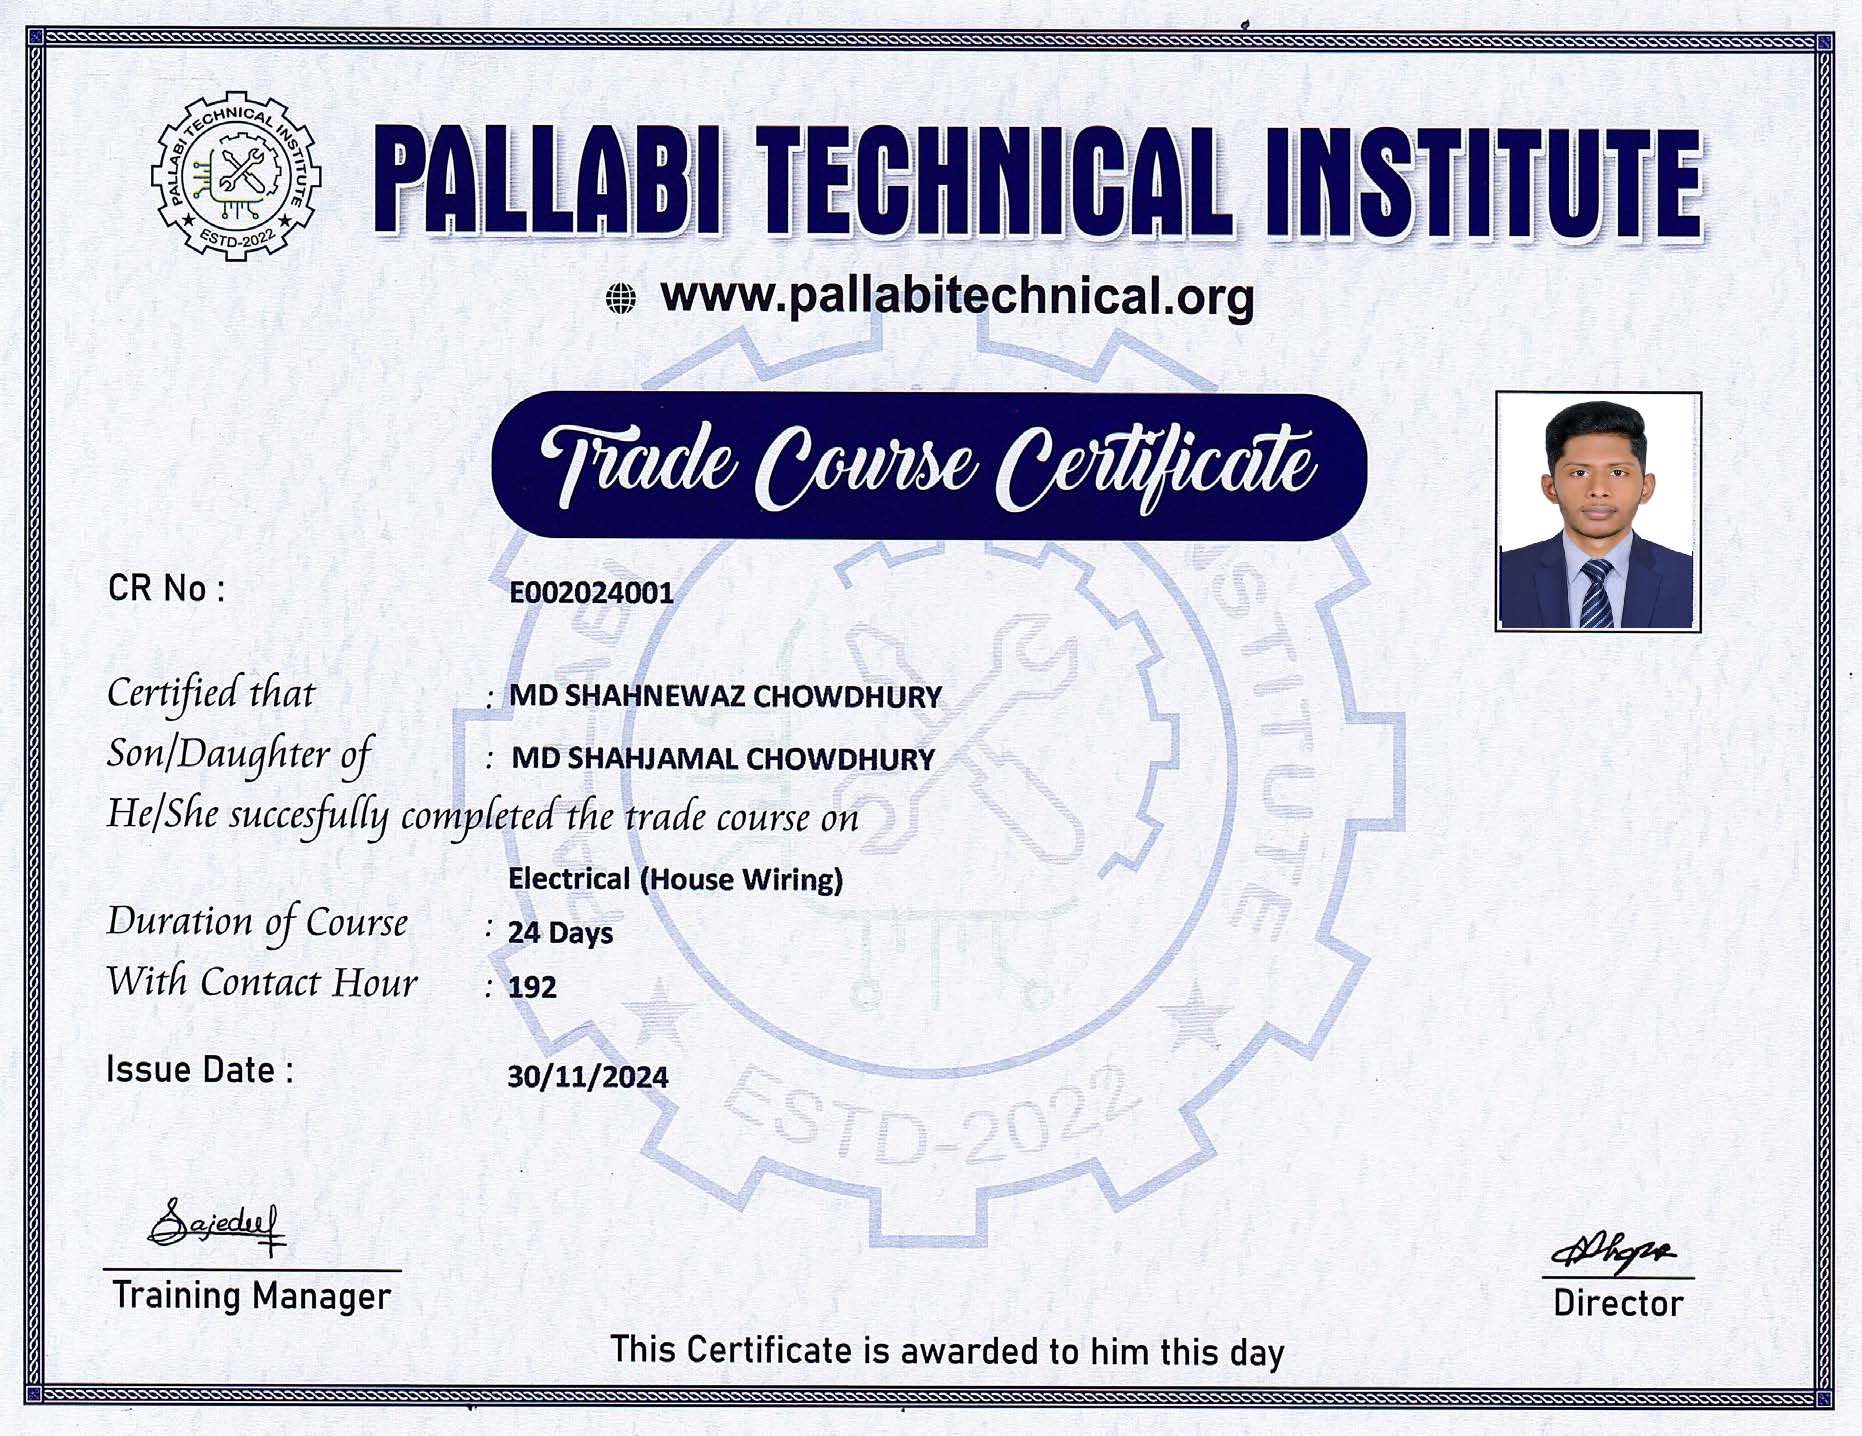 PALLABI TECHNICAL INSTITUTE
ESTD-2022
PALLABI TECHNICAL INSTITUTE
www.pallabitechnical.org
Trade Course Certificate
CR No : E002024001
Certified that : MD SHAHNEWAZ CHOWDHURY
Son/Daughter of : MD SHAHJAMAL CHOWDHURY
He/She succesfully completed the trade course on
Electrical (House Wiring)
Duration of Course : 24 Days
With Contact Hour : 192
Issue Date : 30/11/2024
INSTITUTE
ESTD-2022
Training Manager
Director
This Certificate is awarded to him this day